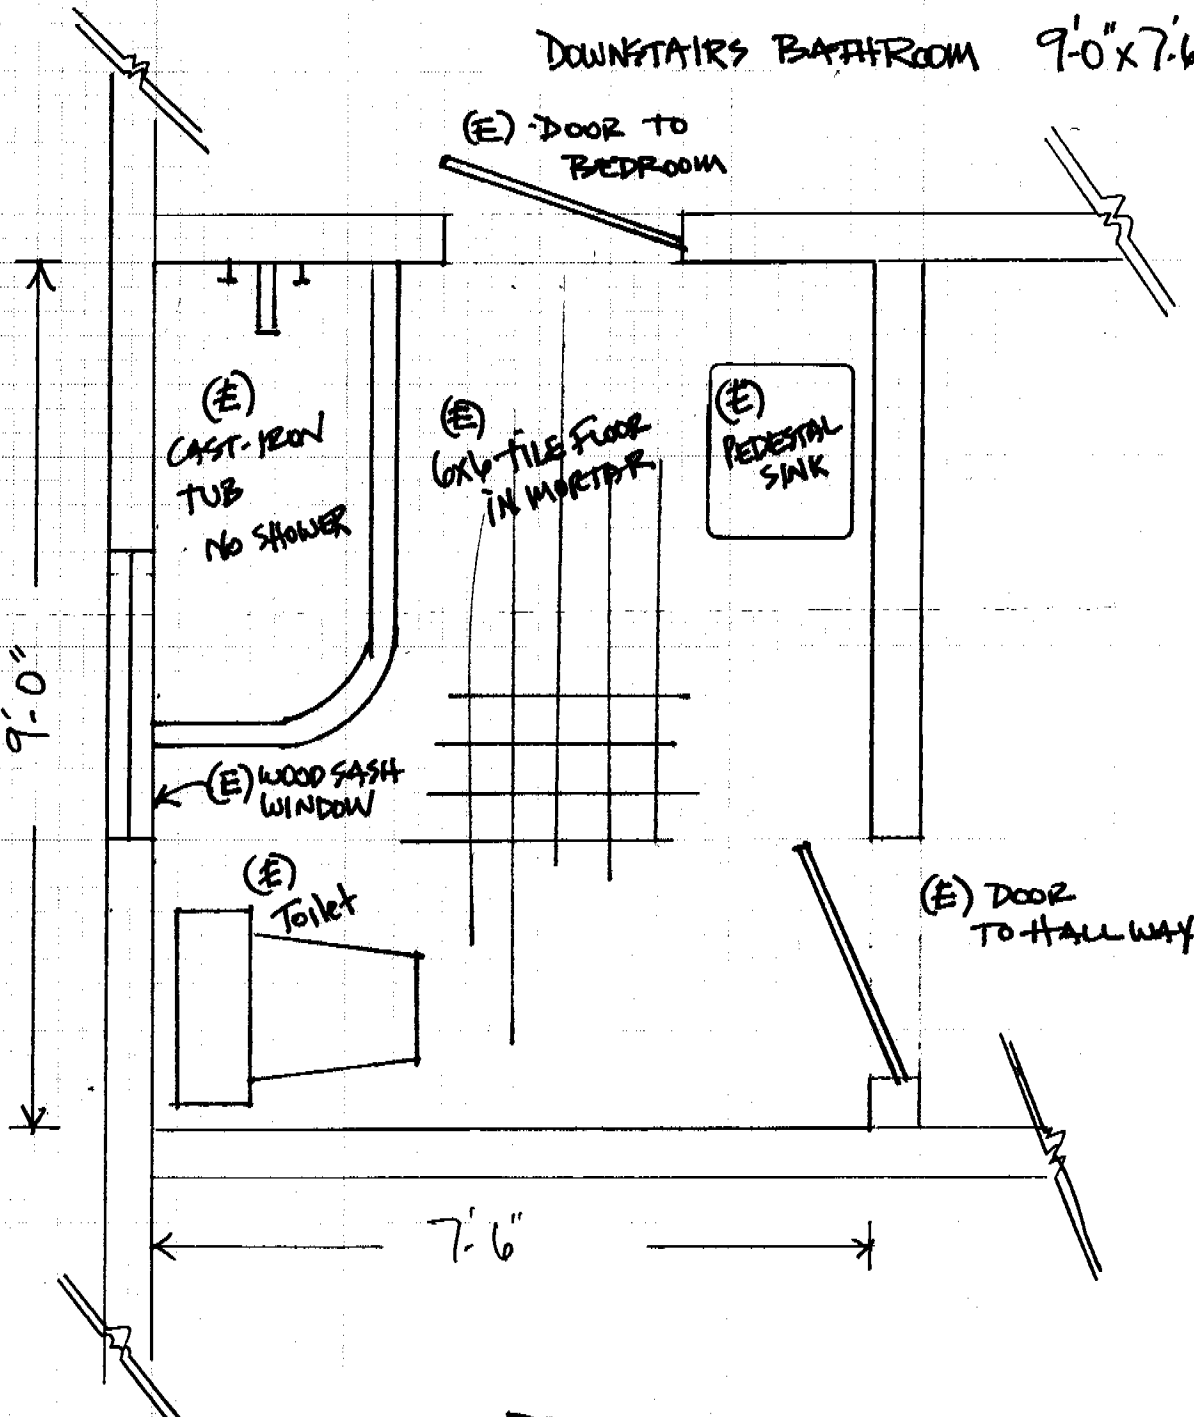 DOWNSTAIRS BATHROOM 9'-0" x 7'-6
(E) DOOR TO
BEDROOM
(E)
CAST-IRON
TUB
NO SHOWER
(E)
6X6 TILE FLOOR
IN MORTAR
(E)
PEDESTAL
SINK
9'-0"
(E) WOOD SASH
WINDOW
(E)
Toilet
(E) DOOR
TO HALLWAY
7'-6"